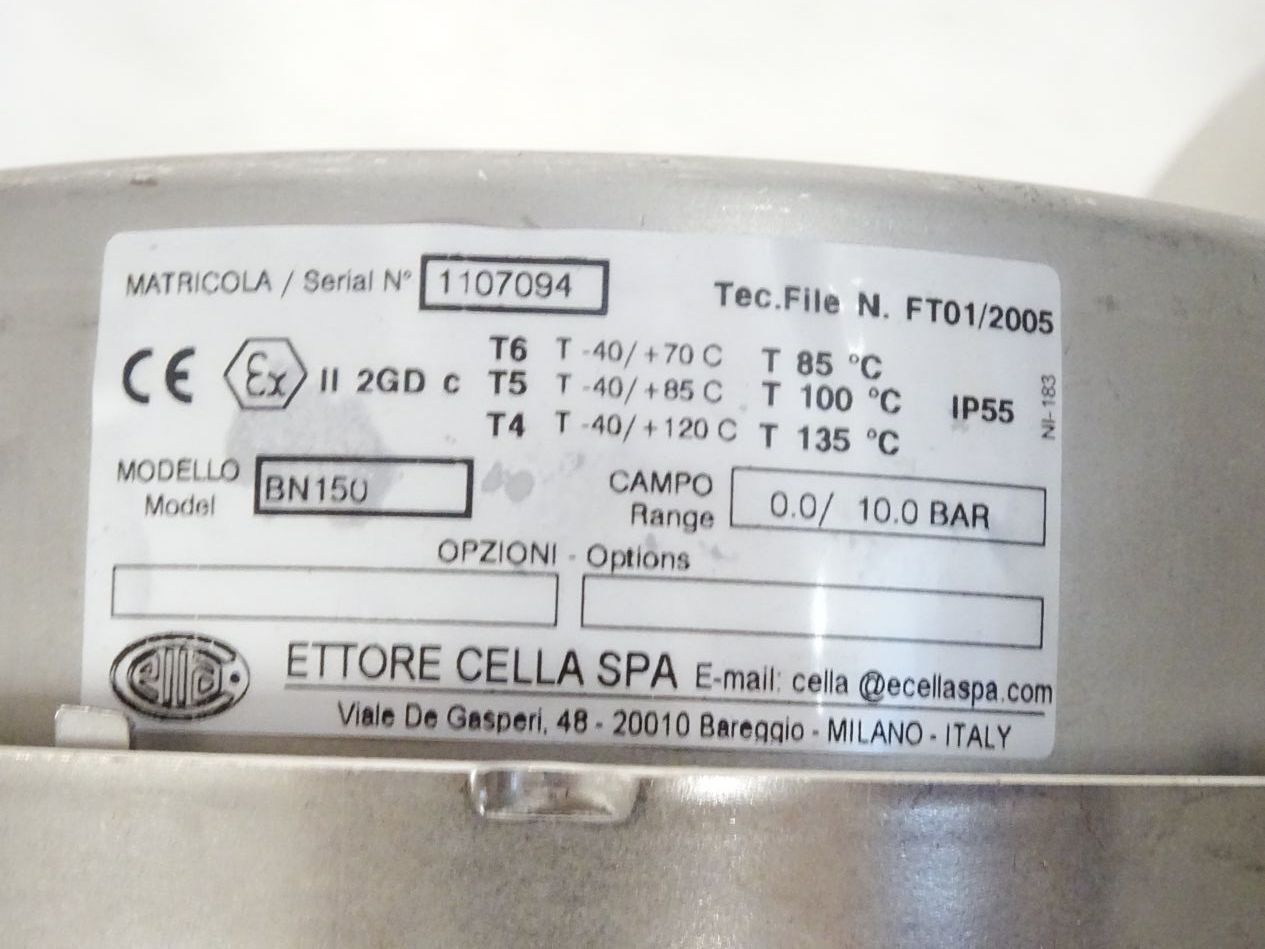 MATRICOLA / Serial N° 1107094 Tec.File N. FT01/2005
CE Ex II 2GD c T6 T -40/+70 C T 85 °C
T5 T -40/+85 C T 100 °C IP55
T4 T -40/+120 C T 135 °C
NI-183
MODELLO BN150 CAMPO 0.0/ 10.0 BAR
Model Range
OPZIONI - Options
ella
ETTORE CELLA SPA E-mail: cella @ecellaspa.com
Viale De Gasperi, 48 - 20010 Bareggio - MILANO - ITALY